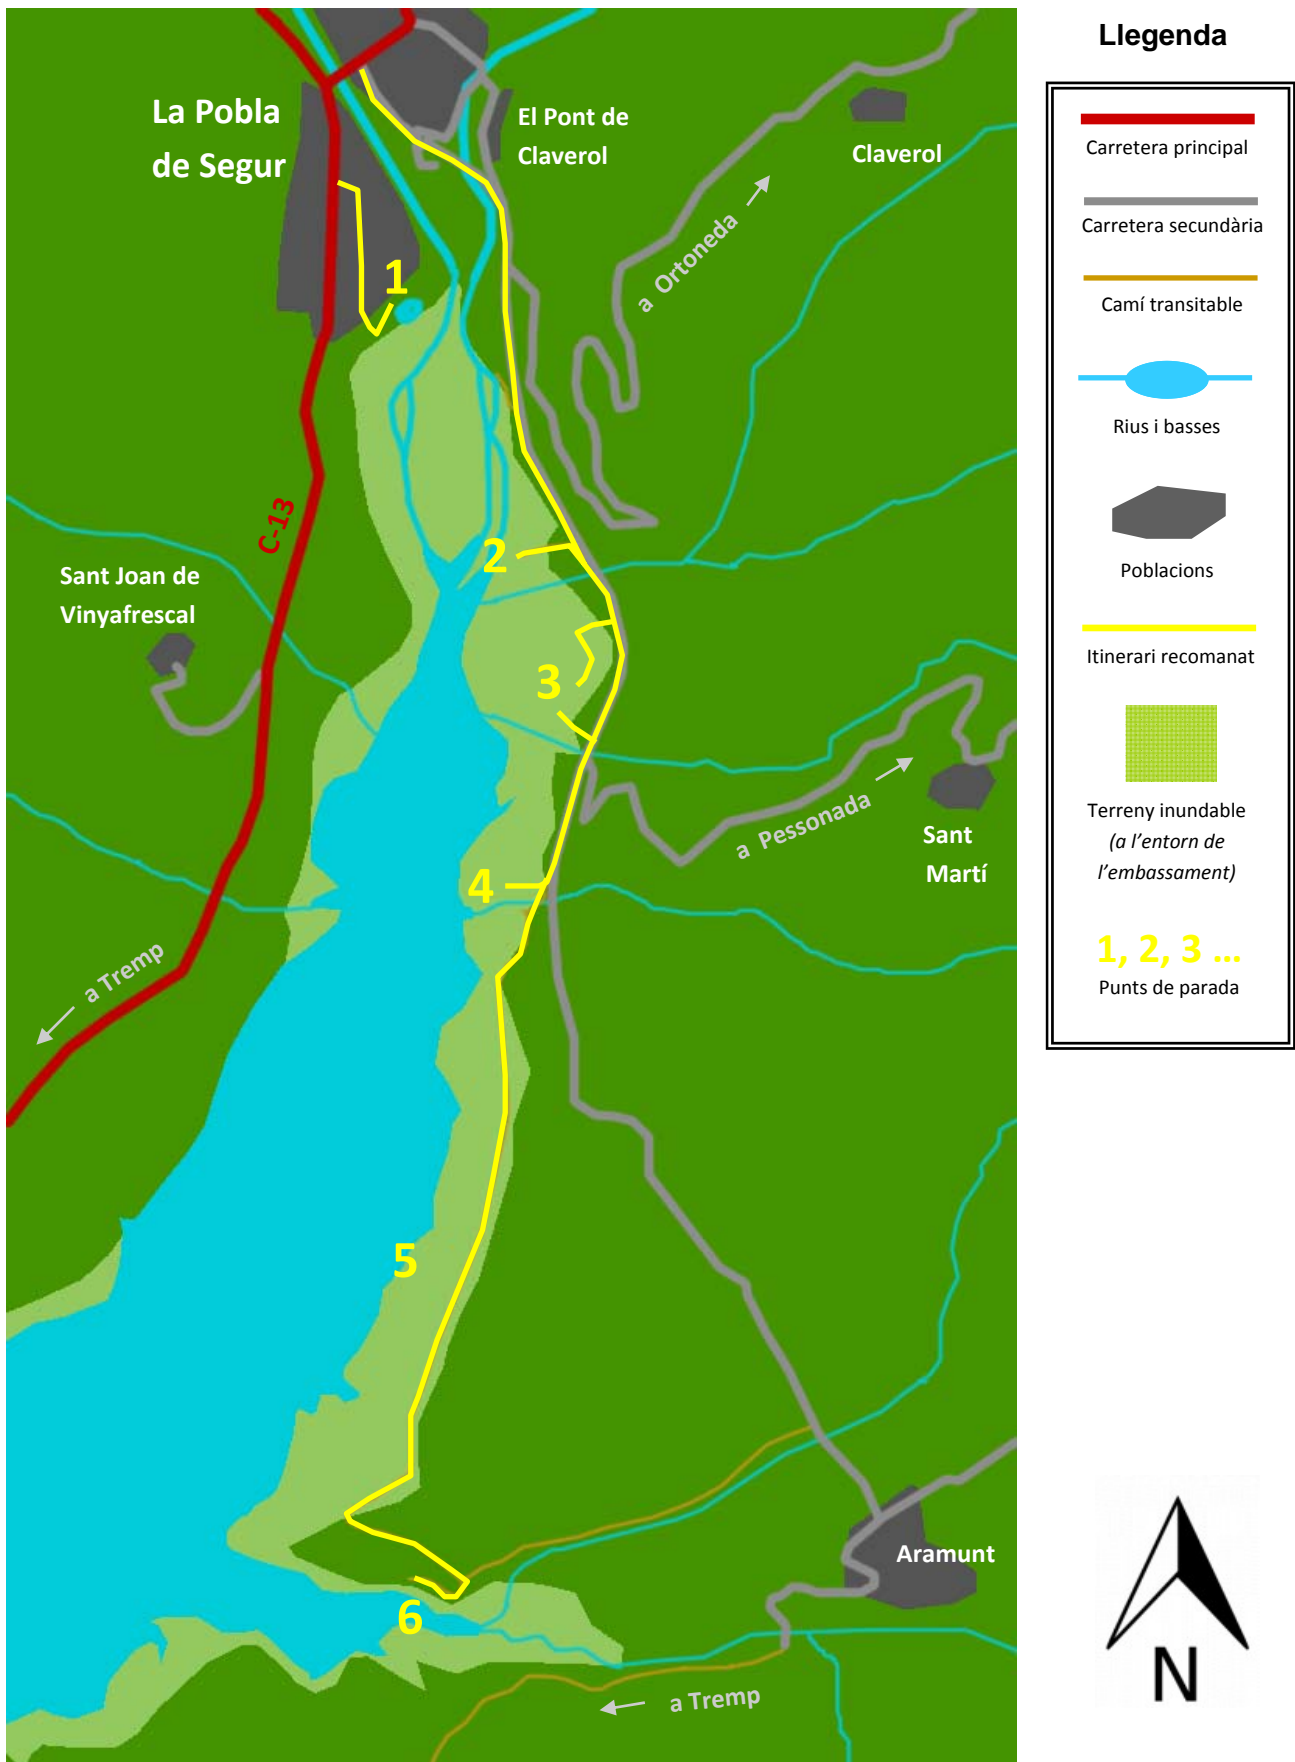 La Pobla
de Segur
El Pont de
Claverol
Claverol
a Ortoneda
1
C-13
2
Sant Joan de
Vinyafrescal
3
a Pessonada
Sant
Martí
4
a Tremp
5
Aramunt
6
a Tremp
Llegenda
Carretera principal
Carretera secundària
Camí transitable
Rius i basses
Poblacions
Itinerari recomanat
Terreny inundable
(a l’entorn de
l’embassament)
1, 2, 3 ...
Punts de parada
N